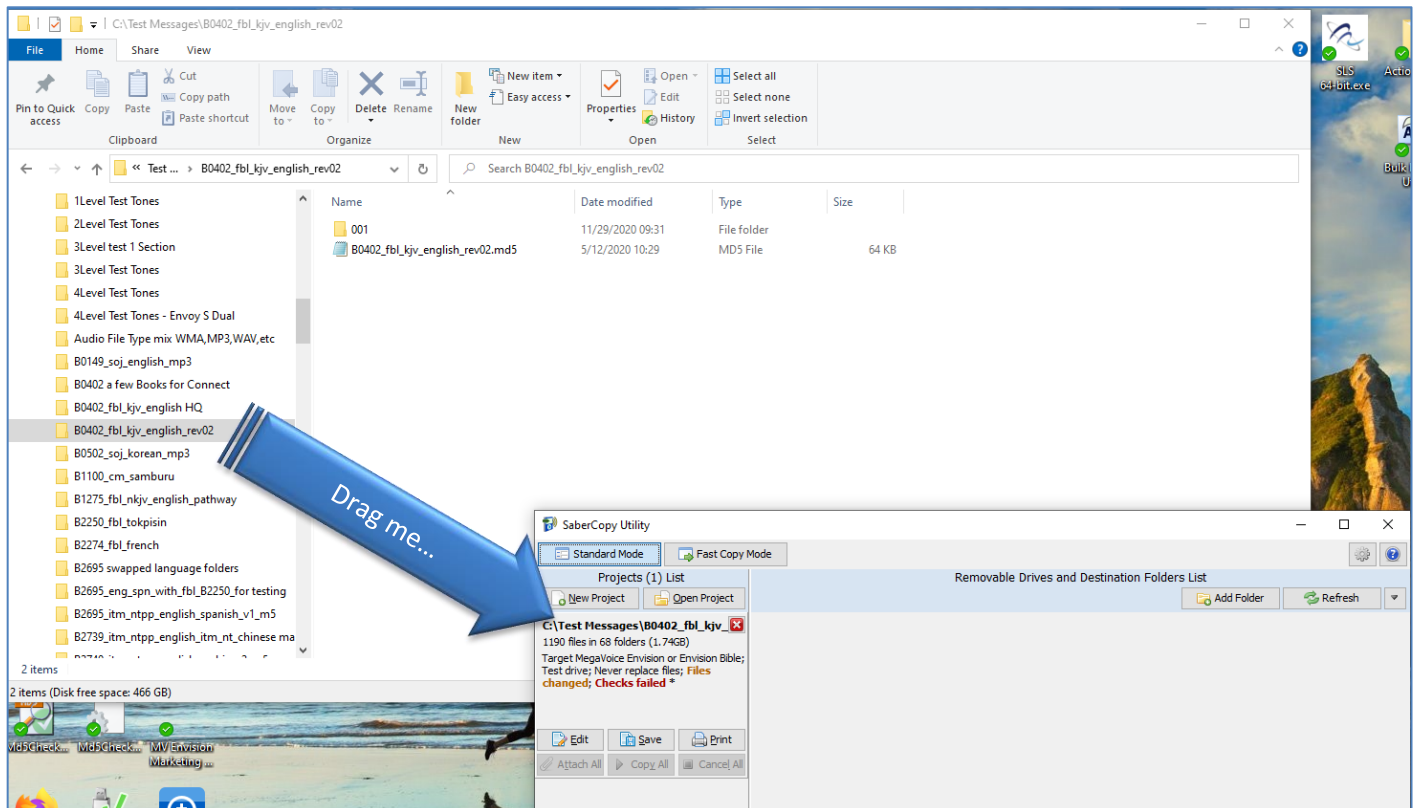 C:\Test Messages\B0402_fbl_kjv_english_rev02
File Home Share View
Pin to Quick access
Copy
Paste
Cut
Copy path
Paste shortcut
Clipboard
Move to
Copy to
Delete
Rename
Organize
New folder
New item
Easy access
New
Properties
Open
Edit
History
Open
Select all
Select none
Invert selection
Select
« Test ... › B0402_fbl_kjv_english_rev02
Search B0402_fbl_kjv_english_rev02
1Level Test Tones
2Level Test Tones
3Level test 1 Section
3Level Test Tones
4Level Test Tones
4Level Test Tones - Envoy S Dual
Audio File Type mix WMA,MP3,WAV,etc
B0149_soj_english_mp3
B0402 a few Books for Connect
B0402_fbl_kjv_english HQ
B0402_fbl_kjv_english_rev02
B0502_soj_korean_mp3
B1100_cm_samburu
B1275_fbl_nkjv_english_pathway
B2250_fbl_tokpisin
B2274_fbl_french
B2695 swapped language folders
B2695_eng_spn_with_fbl_B2250_for testing
B2695_itm_ntpp_english_spanish_v1_m5
B2739_itm_ntpp_english_itm_nt_chinese ma
Name Date modified Type Size
001 11/29/2020 09:31 File folder
B0402_fbl_kjv_english_rev02.md5 5/12/2020 10:29 MD5 File 64 KB
2 items
2 items (Disk free space: 466 GB)
Drag me...
SaberCopy Utility
Standard Mode Fast Copy Mode
Projects (1) List
Removable Drives and Destination Folders List
New Project Open Project
Add Folder Refresh
C:\Test Messages\B0402_fbl_kjv_
1190 files in 68 folders (1.74GB)
Target MegaVoice Envision or Envision Bible;
Test drive; Never replace files; Files
changed; Checks failed *
Edit Save Print
Attach All Copy All Cancel All
SLS
64-bit.exe
Actio
Bulk
U
Md5Check...
Md5Check...
MV Envision
Marketing ...